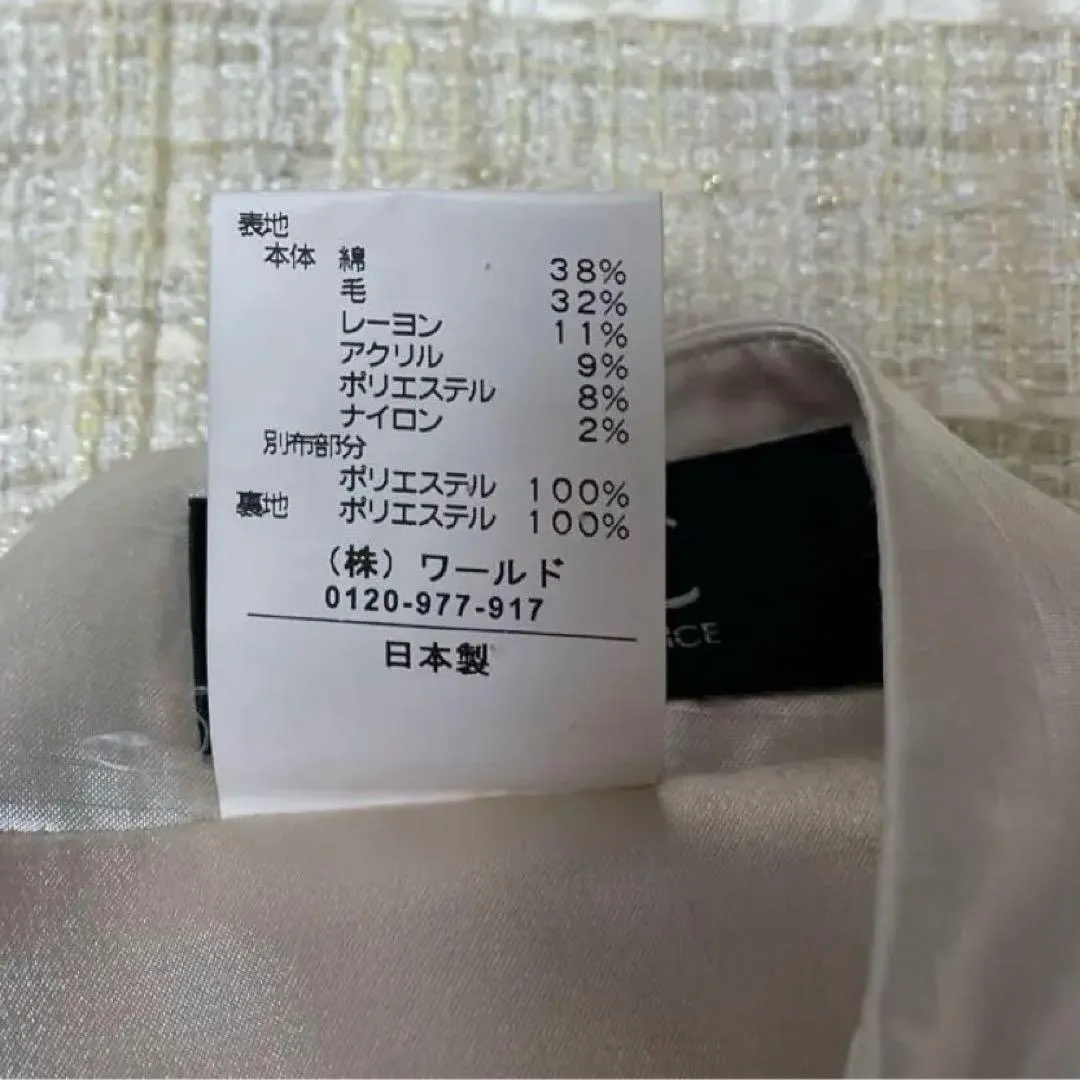 表地
本体 綿 38%
毛 32%
レーヨン 11%
アクリル 9%
ポリエステル 8%
ナイロン 2%
別布部分
ポリエステル 100%
裏地 ポリエステル 100%
(株) ワールド
0120-977-917
日本製